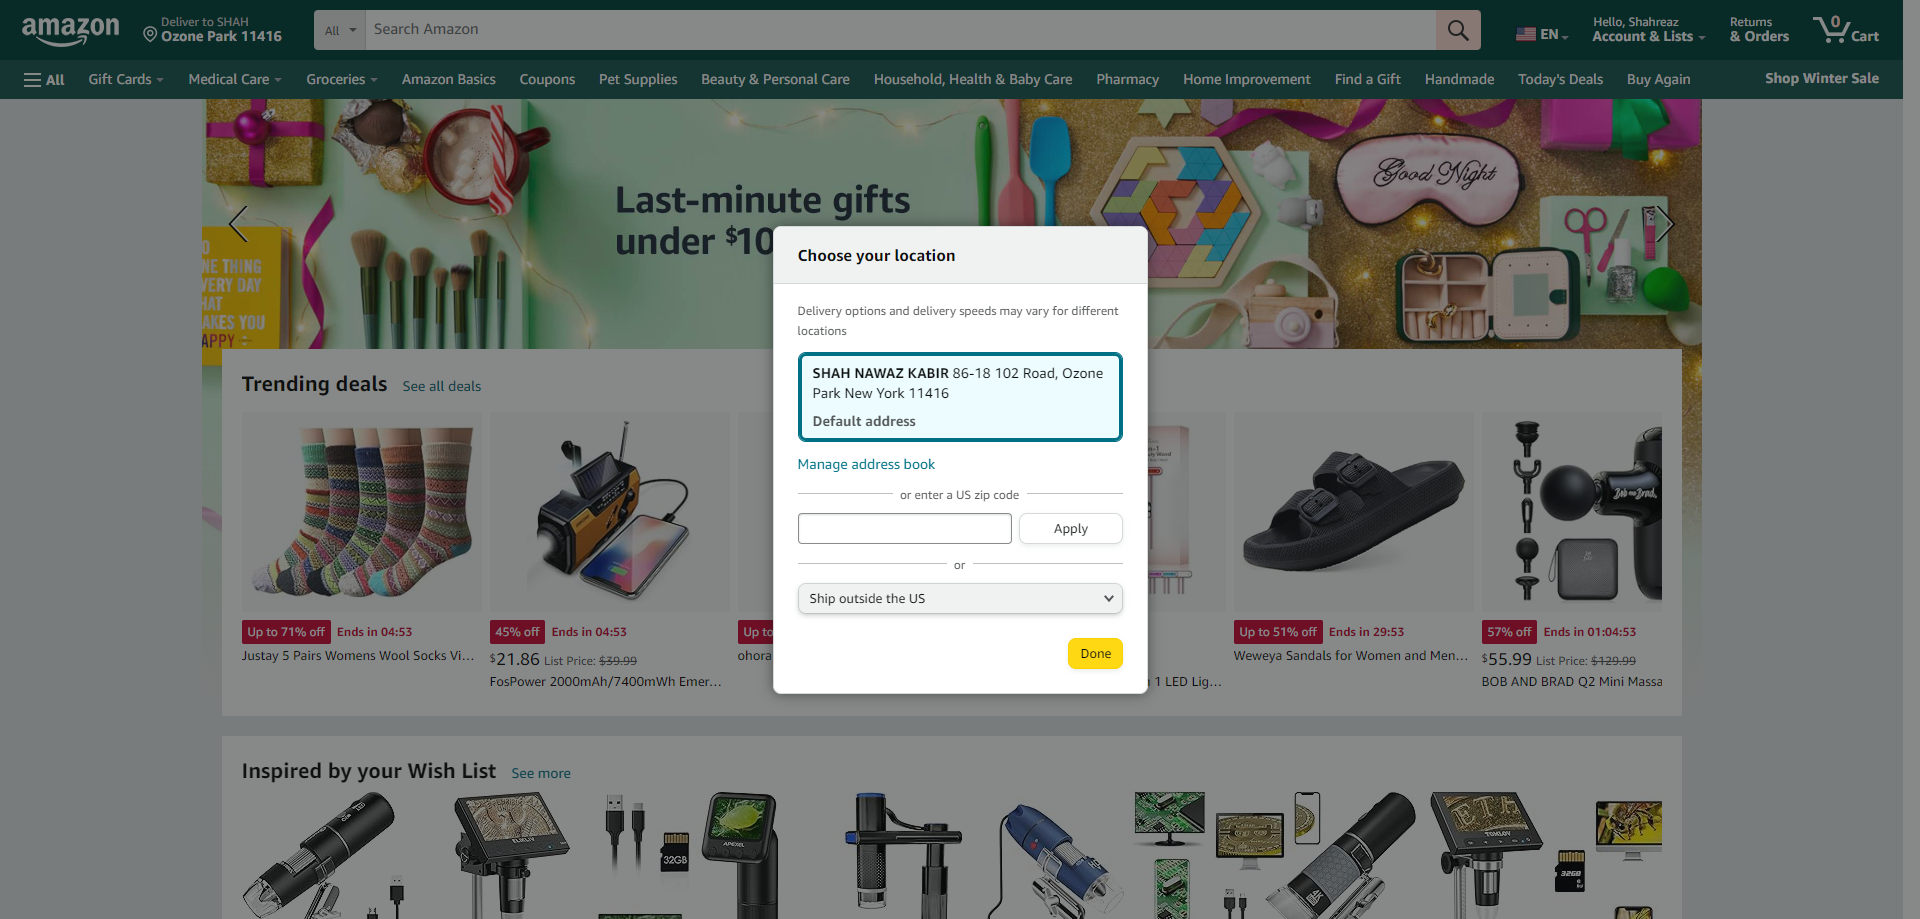 amazon
Deliver to SHAH
Ozone Park 11416
All
Search Amazon
EN
Hello, Shahreaz
Account & Lists
Returns
& Orders
0
Cart
All
Gift Cards
Medical Care
Groceries
Amazon Basics
Coupons
Pet Supplies
Beauty & Personal Care
Household, Health & Baby Care
Pharmacy
Home Improvement
Find a Gift
Handmade
Today's Deals
Buy Again
Shop Winter Sale
Last-minute gifts
under $10
Good Night
Choose your location
Delivery options and delivery speeds may vary for different
locations
SHAH NAWAZ KABIR 86-18 102 Road, Ozone
Park New York 11416
Default address
Manage address book
or enter a US zip code
Apply
or
Ship outside the US
Done
Trending deals
See all deals
Bob and Brad
Up to 71% off
Ends in 04:53
Justay 5 Pairs Womens Wool Socks Vi...
45% off
Ends in 04:53
$21.86 List Price: $39.99
FosPower 2000mAh/7400mWh Emer...
Up to
ohora
1 LED Lig...
Up to 51% off
Ends in 29:53
Weweya Sandals for Women and Men...
57% off
Ends in 01:04:53
$55.99 List Price: $129.99
BOB AND BRAD Q2 Mini Massa
Inspired by your Wish List
See more
32GB
APEXEL
TOMLOV
32GB